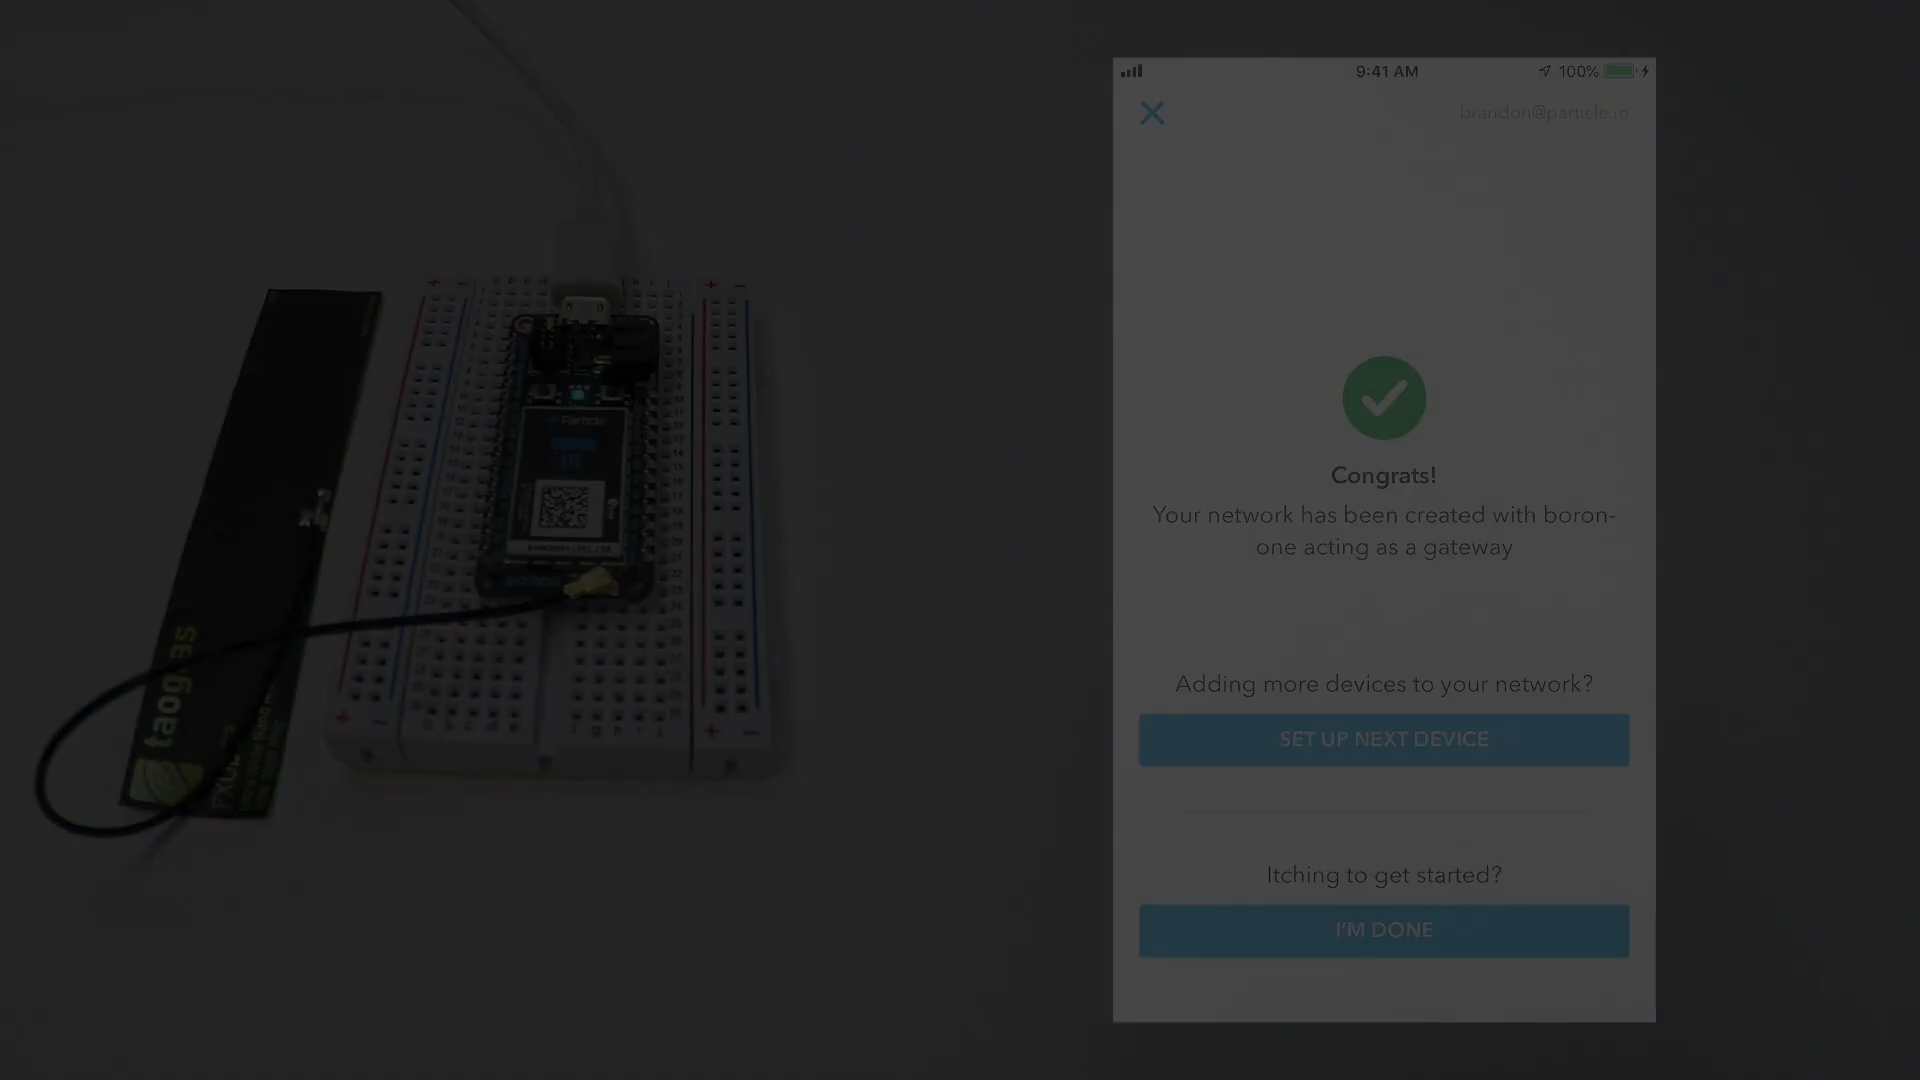 9:41 AM
100%
brandon@particle.io
Congrats!
Your network has been created with boron-
one acting as a gateway
Adding more devices to your network?
SET UP NEXT DEVICE
Itching to get started?
I'M DONE
Particle
taoglas